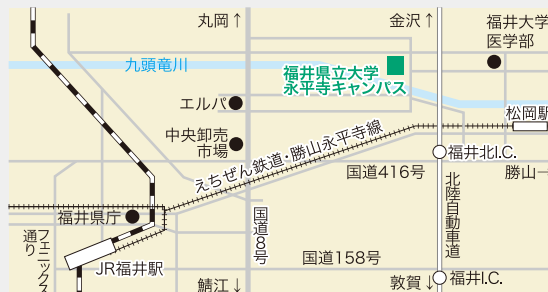 丸岡↑
金沢↑
福井大学
医学部
九頭竜川
福井県立大学
永平寺キャンパス
エルパ
松岡駅
中央卸売
市場
えちぜん鉄道・勝山永平寺線
福井北I.C.
国道416号
勝山
北陸自動車道
福井県庁
国道8号
フェニックス
通り
国道158号
JR福井駅
鯖江↓
敦賀↓
福井I.C.